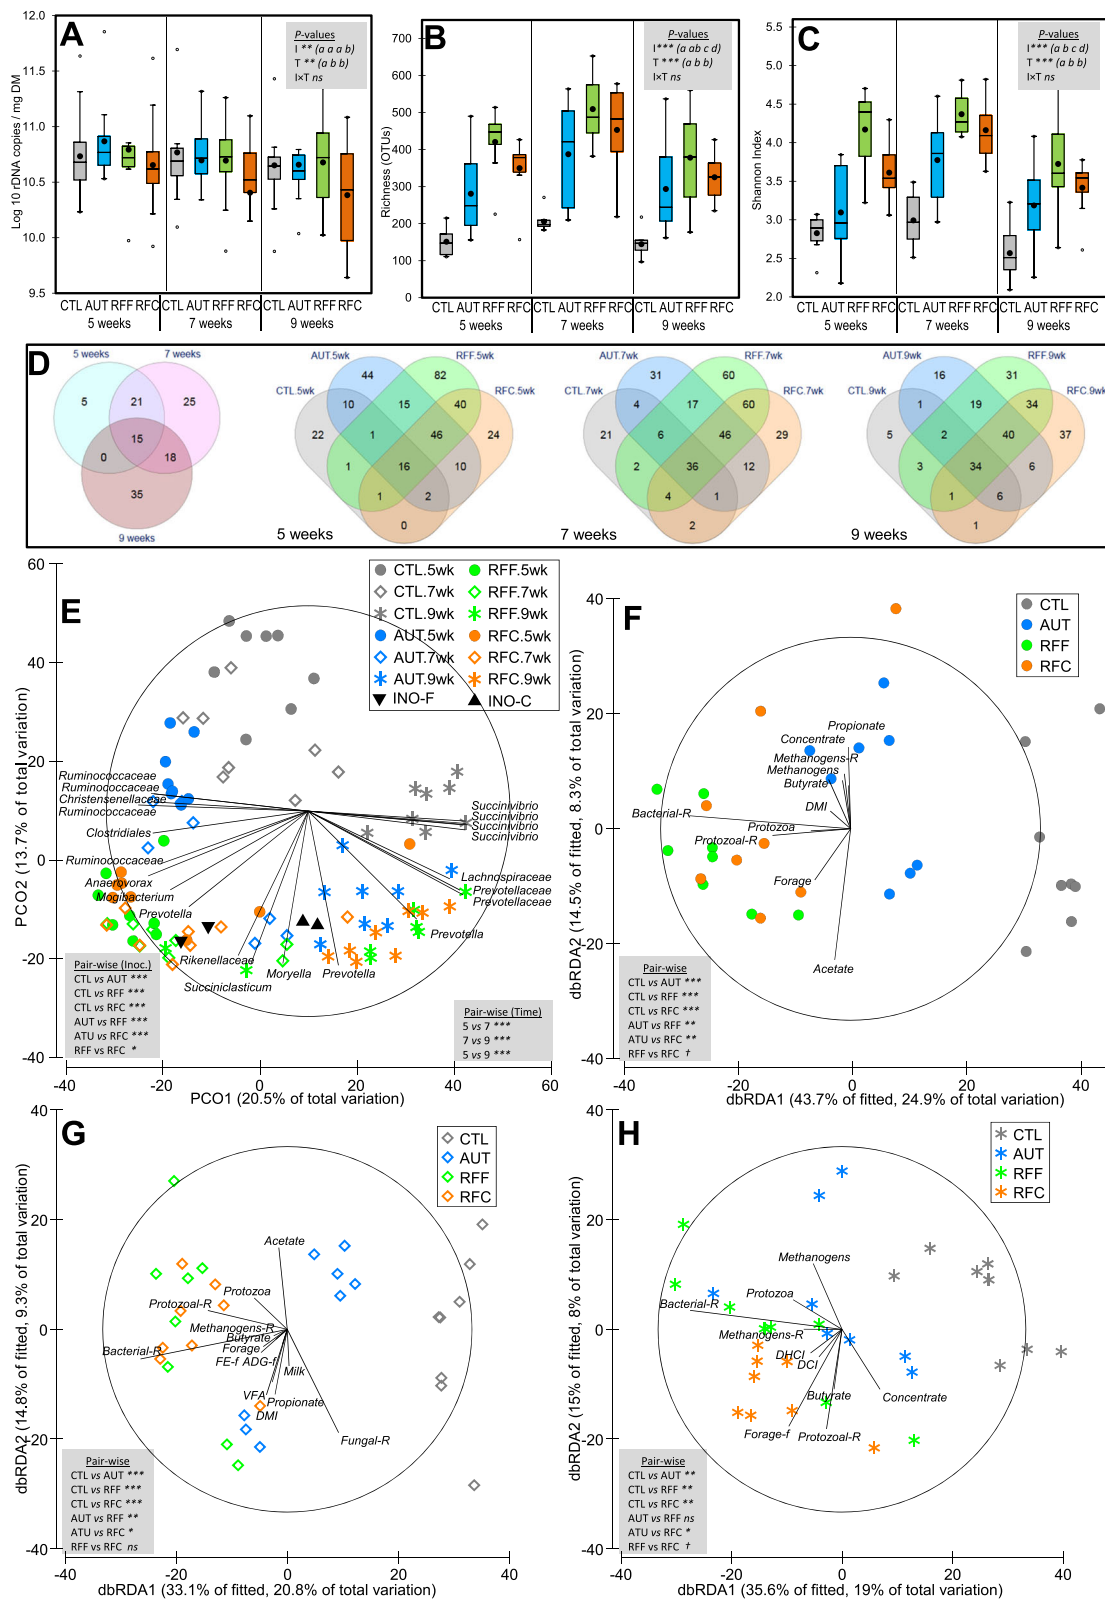 A
P-values
I ** (a a a b)
T ** (a b b)
I×T ns
Log 10 rDNA copies / mg DM
12.0
11.5
11.0
10.5
10.0
9.5
CTL AUT RFF RFC CTL AUT RFF RFC CTL AUT RFF RFC
5 weeks 7 weeks 9 weeks
B
P-values
I*** (a ab c d)
T *** (a b b)
I×T ns
Richness (OTUs)
700
600
500
400
300
200
100
0
CTL AUT RFF RFC CTL AUT RFF RFC CTL AUT RFF RFC
5 weeks 7 weeks 9 weeks
C
P-values
I*** (a b c d)
T *** (a b b)
I×T ns
Shannon Index
5.5
5.0
4.5
4.0
3.5
3.0
2.5
2.0
CTL AUT RFF RFC CTL AUT RFF RFC CTL AUT RFF RFC
5 weeks 7 weeks 9 weeks
D
5 weeks 7 weeks
5 21 25
15
0 18
35
9 weeks
AUT.5wk RFF.5wk
CTL.5wk RFC.5wk
44 82
10 15 40
22 1 46 24
1 16 10
1 2
0
5 weeks
AUT.7wk RFF.7wk
CTL.7wk RFC.7wk
31 60
4 17 60
21 6 46 29
2 36 12
4 1
2
7 weeks
AUT.9wk RFF.9wk
CTL.9wk RFC.9wk
16 31
1 19 34
5 2 40 37
3 34 6
1 6
1
9 weeks
E
CTL.5wk RFF.5wk
CTL.7wk RFF.7wk
CTL.9wk RFF.9wk
AUT.5wk RFC.5wk
AUT.7wk RFC.7wk
AUT.9wk RFC.9wk
INO-F INO-C
PCO2 (13.7% of total variation)
60
40
20
0
-20
-40
Ruminococcaceae
Ruminococcaceae
Christensenellaceae
Ruminococcaceae
Clostridiales
Ruminococcaceae
Anaerovorax
Mogibacterium
Prevotella
Rikenellaceae
Succiniclasticum
Moryella
Prevotella
Prevotella
Succinivibrio
Succinivibrio
Succinivibrio
Lachnospiraceae
Prevotellaceae
Prevotellaceae
Pair-wise (Inoc.)
CTL vs AUT ***
CTL vs RFF ***
CTL vs RFC ***
AUT vs RFF ***
ATU vs RFC ***
RFF vs RFC *
Pair-wise (Time)
5 vs 7 ***
7 vs 9 ***
5 vs 9 ***
-40 -20 0 20 40 60
PCO1 (20.5% of total variation)
F
CTL
AUT
RFF
RFC
dbRDA2 (14.5% of fitted, 8.3% of total variation)
40
20
0
-20
-40
Propionate
Concentrate
Methanogens-R
Methanogens
Butyrate
DMI
Bacterial-R
Protozoa
Protozoal-R
Forage
Acetate
Pair-wise
CTL vs AUT ***
CTL vs RFF ***
CTL vs RFC ***
AUT vs RFF **
ATU vs RFC **
RFF vs RFC †
-40 -20 0 20 40
dbRDA1 (43.7% of fitted, 24.9% of total variation)
G
CTL
AUT
RFF
RFC
dbRDA2 (14.8% of fitted, 9.3% of total variation)
40
20
0
-20
-40
Acetate
Protozoa
Protozoal-R
Methanogens-R
Butyrate
Forage
Bacterial-R
FE-f ADG-f
Milk
VFA
Propionate
DMI
Fungal-R
Pair-wise
CTL vs AUT ***
CTL vs RFF ***
CTL vs RFC ***
AUT vs RFF **
ATU vs RFC *
RFF vs RFC ns
-40 -20 0 20 40
dbRDA1 (33.1% of fitted, 20.8% of total variation)
H
CTL
AUT
RFF
RFC
dbRDA2 (15% of fitted, 8% of total variation)
40
20
0
-20
-40
Methanogens
Protozoa
Bacterial-R
Methanogens-R
DHCI
DCI
Butyrate
Concentrate
Forage-f
Protozoal-R
Pair-wise
CTL vs AUT **
CTL vs RFF **
CTL vs RFC **
AUT vs RFF ns
ATU vs RFC *
RFF vs RFC †
-40 -20 0 20 40
dbRDA1 (35.6% of fitted, 19% of total variation)